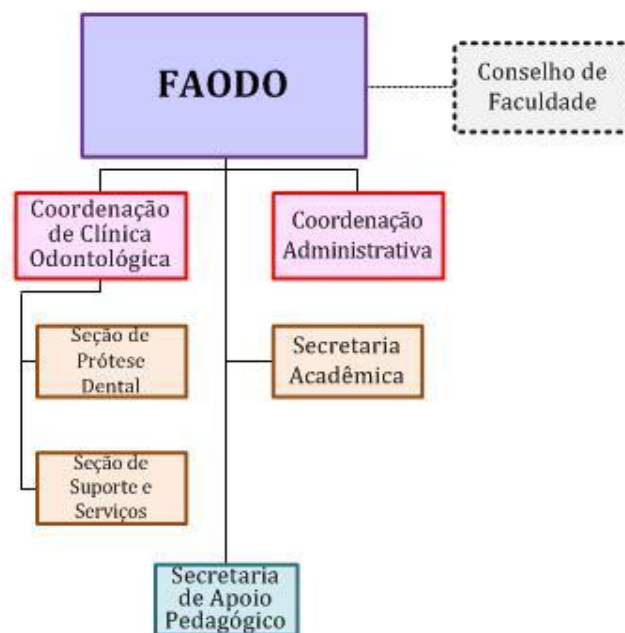 FAODO
Conselho de
Faculdade
Coordenação
de Clínica
Odontológica
Coordenação
Administrativa
Seção de
Prótese
Dental
Secretaria
Acadêmica
Seção de
Suporte e
Serviços
Secretaria
de Apoio
Pedagógico